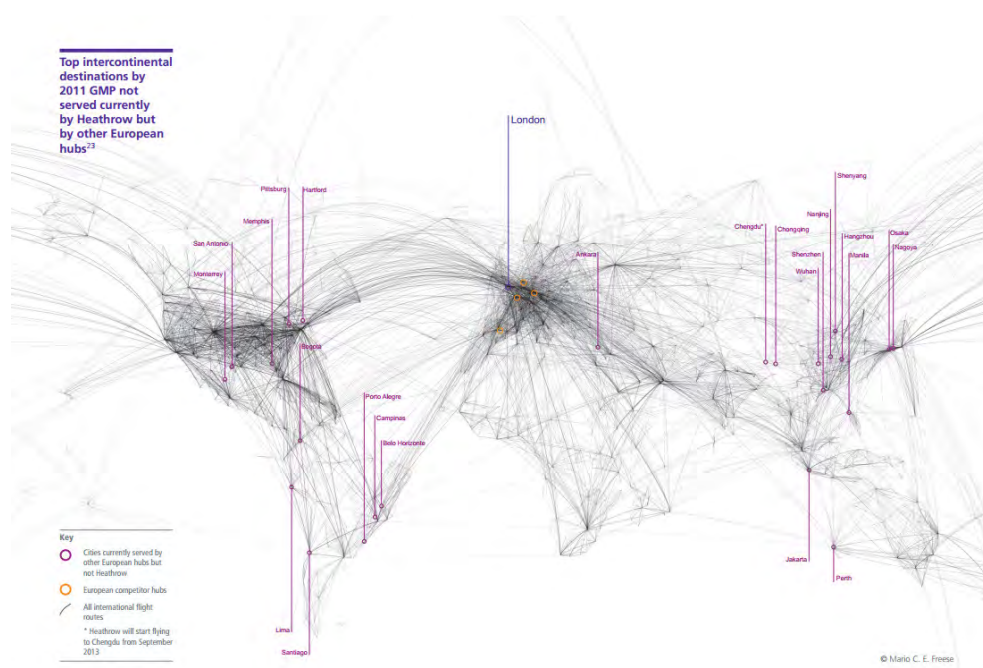 Top intercontinental
destinations by
2011 GMP not
served currently
by Heathrow but
by other European
hubs23
London
Shenyang
Pittsburg
Hartford
Nanjing
Memphis
Chengdu*
Chongqing
Hangzhou
Osaka
San Antonio
Nagoya
Ankara
Shenzhen
Manila
Monterrey
Wuhan
Bogota
Porto Alegre
Campinas
Belo Horizonte
Key
Cities currently served by
other European hubs but
not Heathrow
European competitor hubs
All international flight
routes
* Heathrow will start flying
to Chengdu from September
2013
Jakarta
Perth
Lima
Santiago
© Mario C. E. Freese